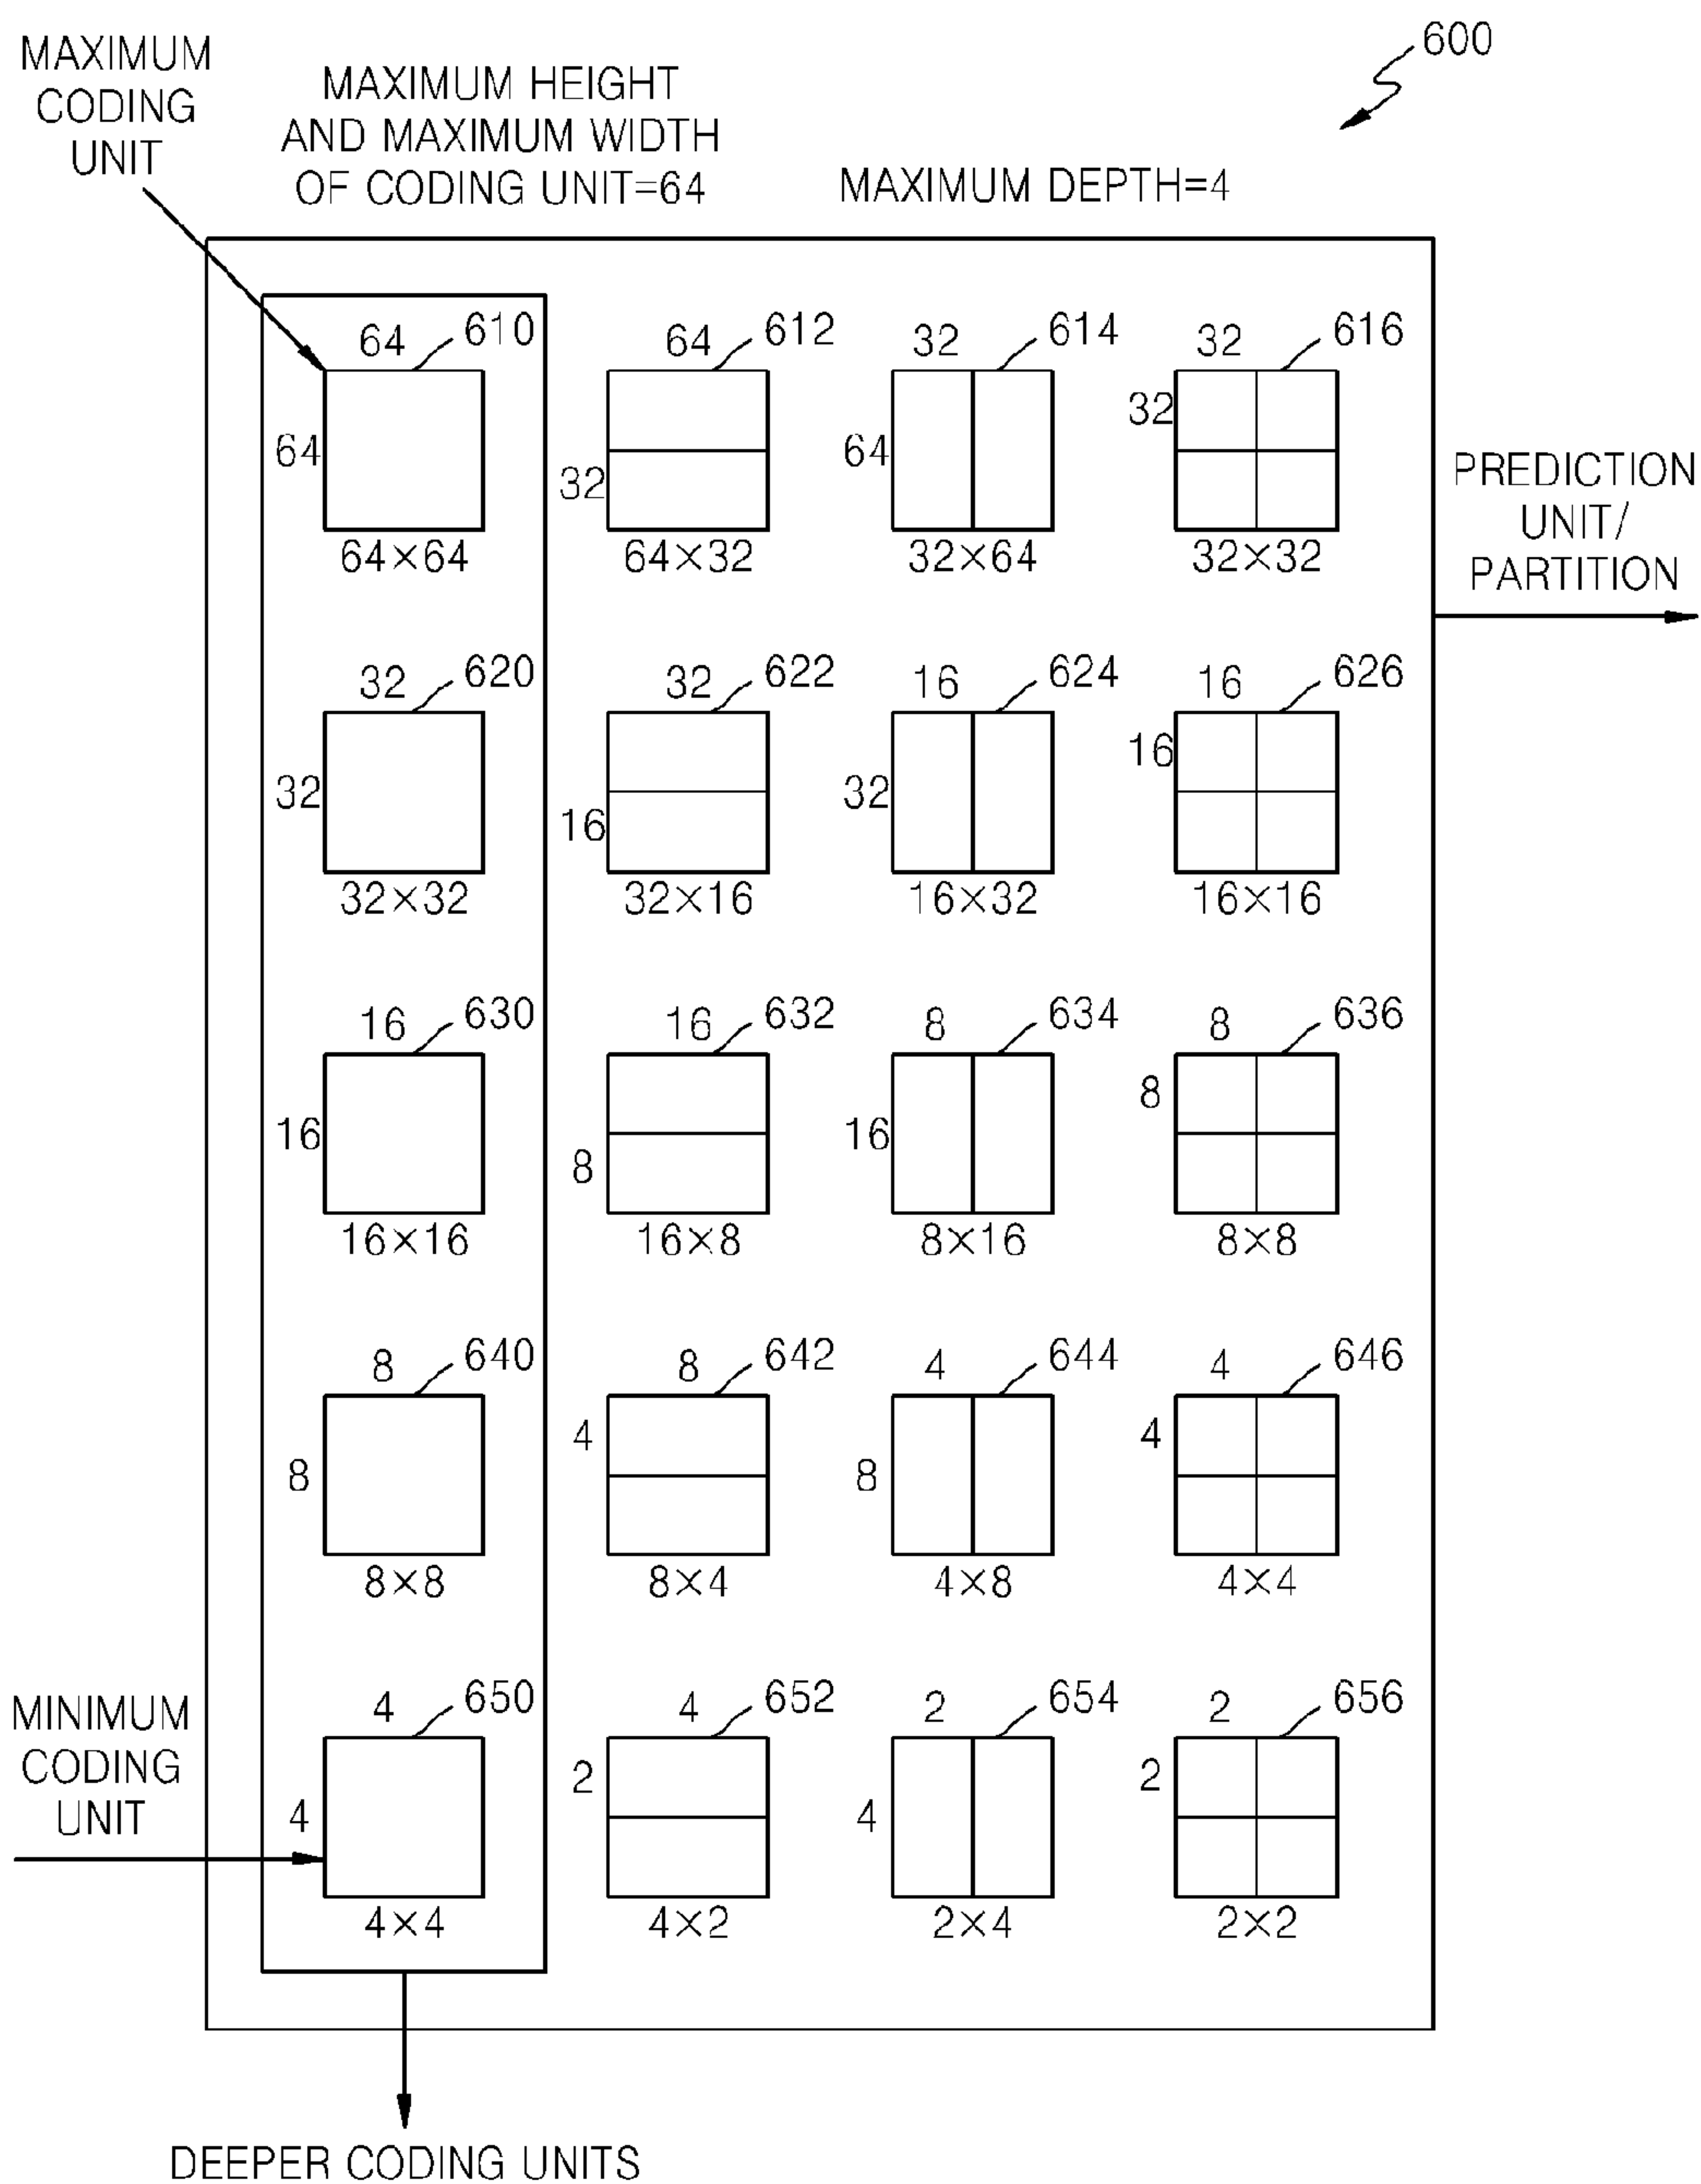 600
MAXIMUM
CODING
UNIT
MAXIMUM HEIGHT
AND MAXIMUM WIDTH
OF CODING UNIT=64
MAXIMUM DEPTH=4
64 610 64 612 32 614 32 616
64 32 64 32
64×64 64×32 32×64 32×32
PREDICTION
UNIT/
PARTITION
32 620 32 622 16 624 16 626
32 16 32 16
32×32 32×16 16×32 16×16
16 630 16 632 8 634 8 636
16 8 16 8
16×16 16×8 8×16 8×8
8 640 8 642 4 644 4 646
8 4 8 4
8×8 8×4 4×8 4×4
MINIMUM
CODING
UNIT
4 650 4 652 2 654 2 656
4 2 4 2
4×4 4×2 2×4 2×2
DEEPER CODING UNITS